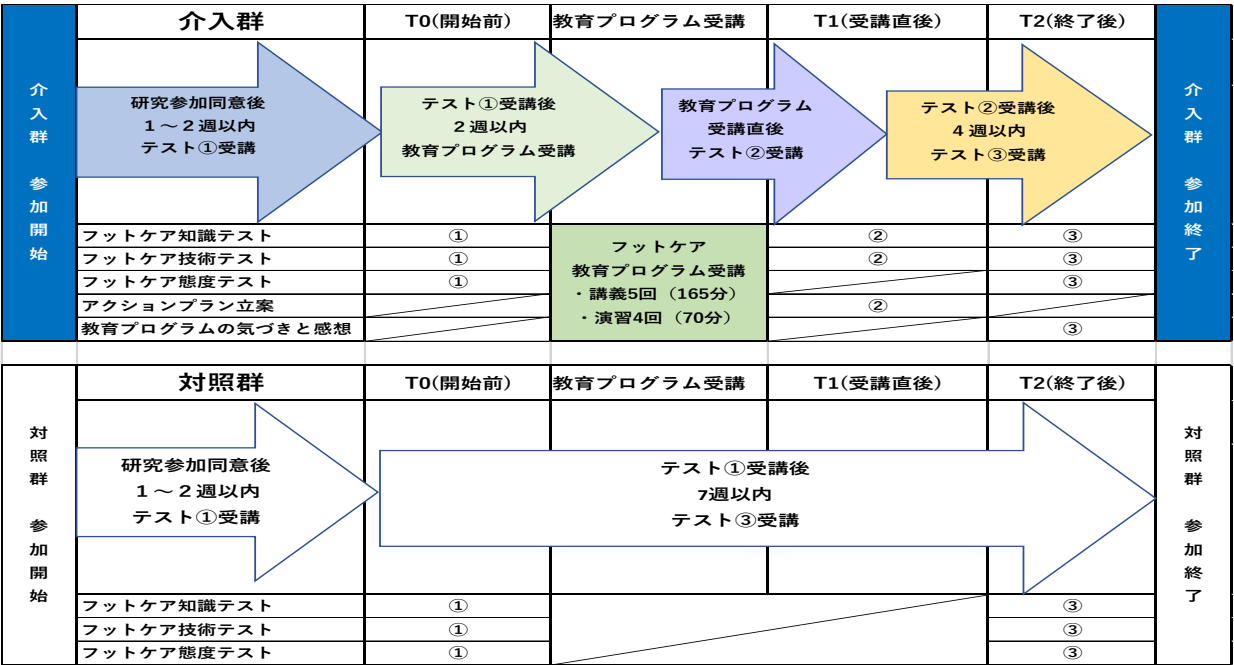 介入群 T0(開始前) 教育プログラム受講 T1(受講直後) T2(終了後)
介入群 参加開始
研究参加同意後
1～2週以内
テスト①受講
テスト①受講後
2週以内
教育プログラム受講
教育プログラム
受講直後
テスト②受講
テスト②受講後
4週以内
テスト③受講
介入群 参加終了
フットケア知識テスト ① ② ③
フットケア技術テスト ① ② ③
フットケア態度テスト ① ③
アクションプラン立案 ②
教育プログラムの気づきと感想 ③
フットケア
教育プログラム受講
・講義5回（165分）
・演習4回（70分）
対照群 T0(開始前) 教育プログラム受講 T1(受講直後) T2(終了後)
対照群 参加開始
研究参加同意後
1～2週以内
テスト①受講
テスト①受講後
7週以内
テスト③受講
対照群 参加終了
フットケア知識テスト ① ③
フットケア技術テスト ① ③
フットケア態度テスト ① ③